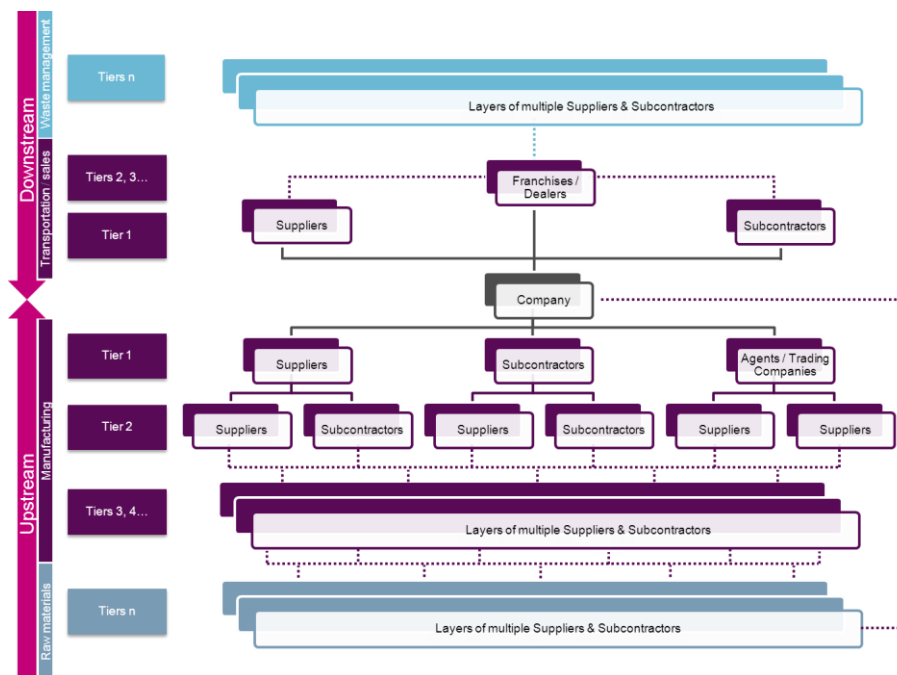 Downstream
Waste management
Tiers n
Layers of multiple Suppliers & Subcontractors
Transportation / sales
Tiers 2, 3...
Franchises /
Dealers
Tier 1
Suppliers
Subcontractors
Company
Upstream
Manufacturing
Tier 1
Suppliers
Subcontractors
Agents / Trading
Companies
Tier 2
Suppliers
Subcontractors
Suppliers
Subcontractors
Suppliers
Suppliers
Tiers 3, 4...
Layers of multiple Suppliers & Subcontractors
Raw materials
Tiers n
Layers of multiple Suppliers & Subcontractors